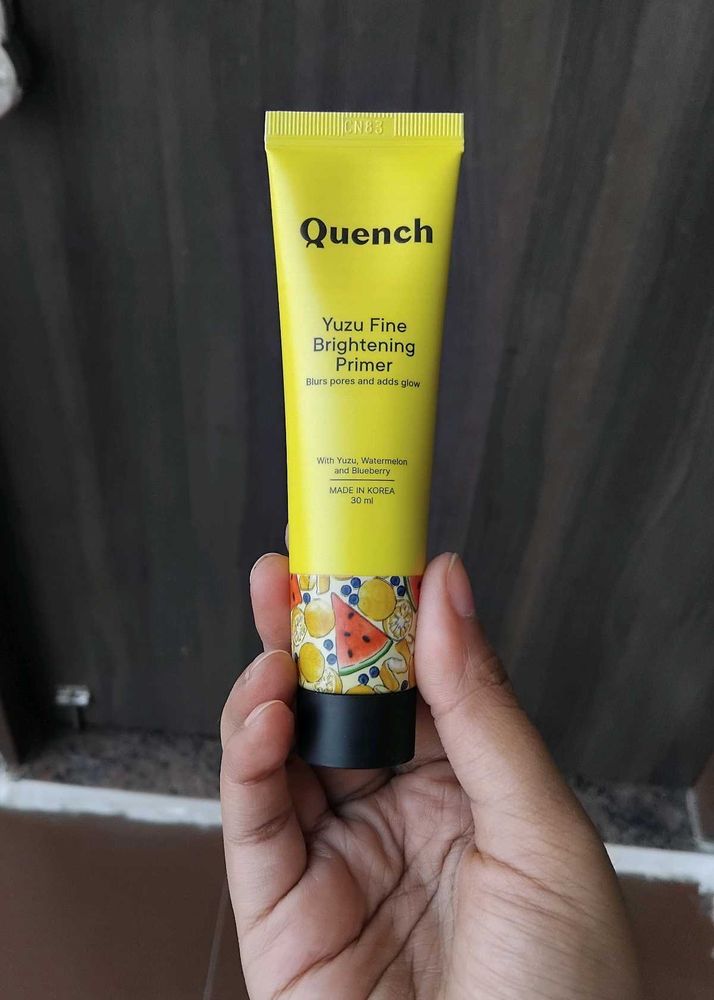 CN83
Quench
Yuzu Fine
Brightening
Primer
Blurs pores and adds glow
With Yuzu, Watermelon
and Blueberry
MADE IN KOREA
30 ml